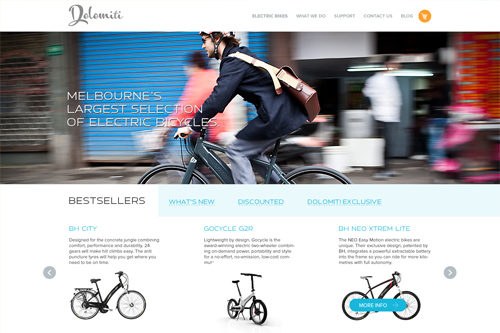 Dolomiti
ELECTRIC BIKES WHAT WE DO SUPPORT CONTACT US BLOG
MELBOURNE'S
LARGEST SELECTION
OF ELECTRIC BICYCLES.
BESTSELLERS WHAT'S NEW DISCOUNTED DOLOMITI EXCLUSIVE
BH CITY
Designed for the concrete jungle combining
comfort, performance and durability. 24
gears will make hill climbs easy. The anti
puncture tyres will help you get where you
need to be on time.
GOCYCLE G2R
Lightweight by design, Gocycle is the
award-winning electric two-wheeler combin-
ing on-demand power, portability and style
for a no-effort, no-emission, low-cost com-
mute!
BH NEO XTREM LITE
The NEO Easy Motion electric bikes are
unique. Their exclusive design, patented by
BH, integrates a powerful extractable battery
into the frame so you can ride for more kilo-
metres with full autonomy.
MORE INFO